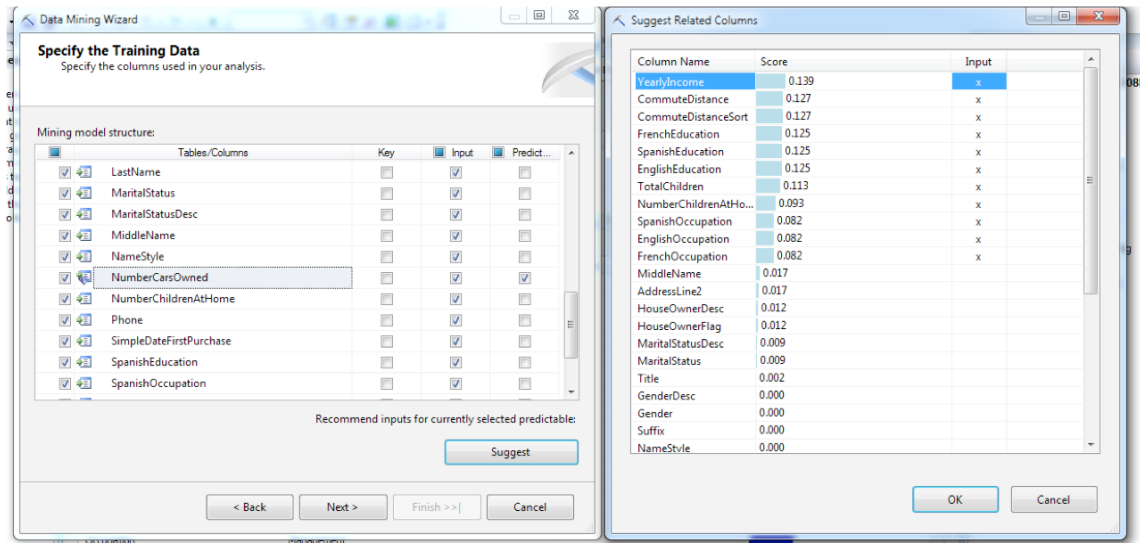 Data Mining Wizard
Specify the Training Data
Specify the columns used in your analysis.
Mining model structure:
Tables/Columns Key Input Predict...
LastName
MaritalStatus
MaritalStatusDesc
MiddleName
NameStyle
NumberCarsOwned
NumberChildrenAtHome
Phone
SimpleDateFirstPurchase
SpanishEducation
SpanishOccupation
Recommend inputs for currently selected predictable:
Suggest
< Back Next > Finish >>| Cancel
Suggest Related Columns
Column Name Score Input
YearlyIncome 0.139 x
CommuteDistance 0.127 x
CommuteDistanceSort 0.127 x
FrenchEducation 0.125 x
SpanishEducation 0.125 x
EnglishEducation 0.125 x
TotalChildren 0.113 x
NumberChildrenAtHo... 0.093 x
SpanishOccupation 0.082 x
EnglishOccupation 0.082 x
FrenchOccupation 0.082 x
MiddleName 0.017
AddressLine2 0.017
HouseOwnerDesc 0.012
HouseOwnerFlag 0.012
MaritalStatusDesc 0.009
MaritalStatus 0.009
Title 0.002
GenderDesc 0.000
Gender 0.000
Suffix 0.000
NameStyle 0.000
OK Cancel